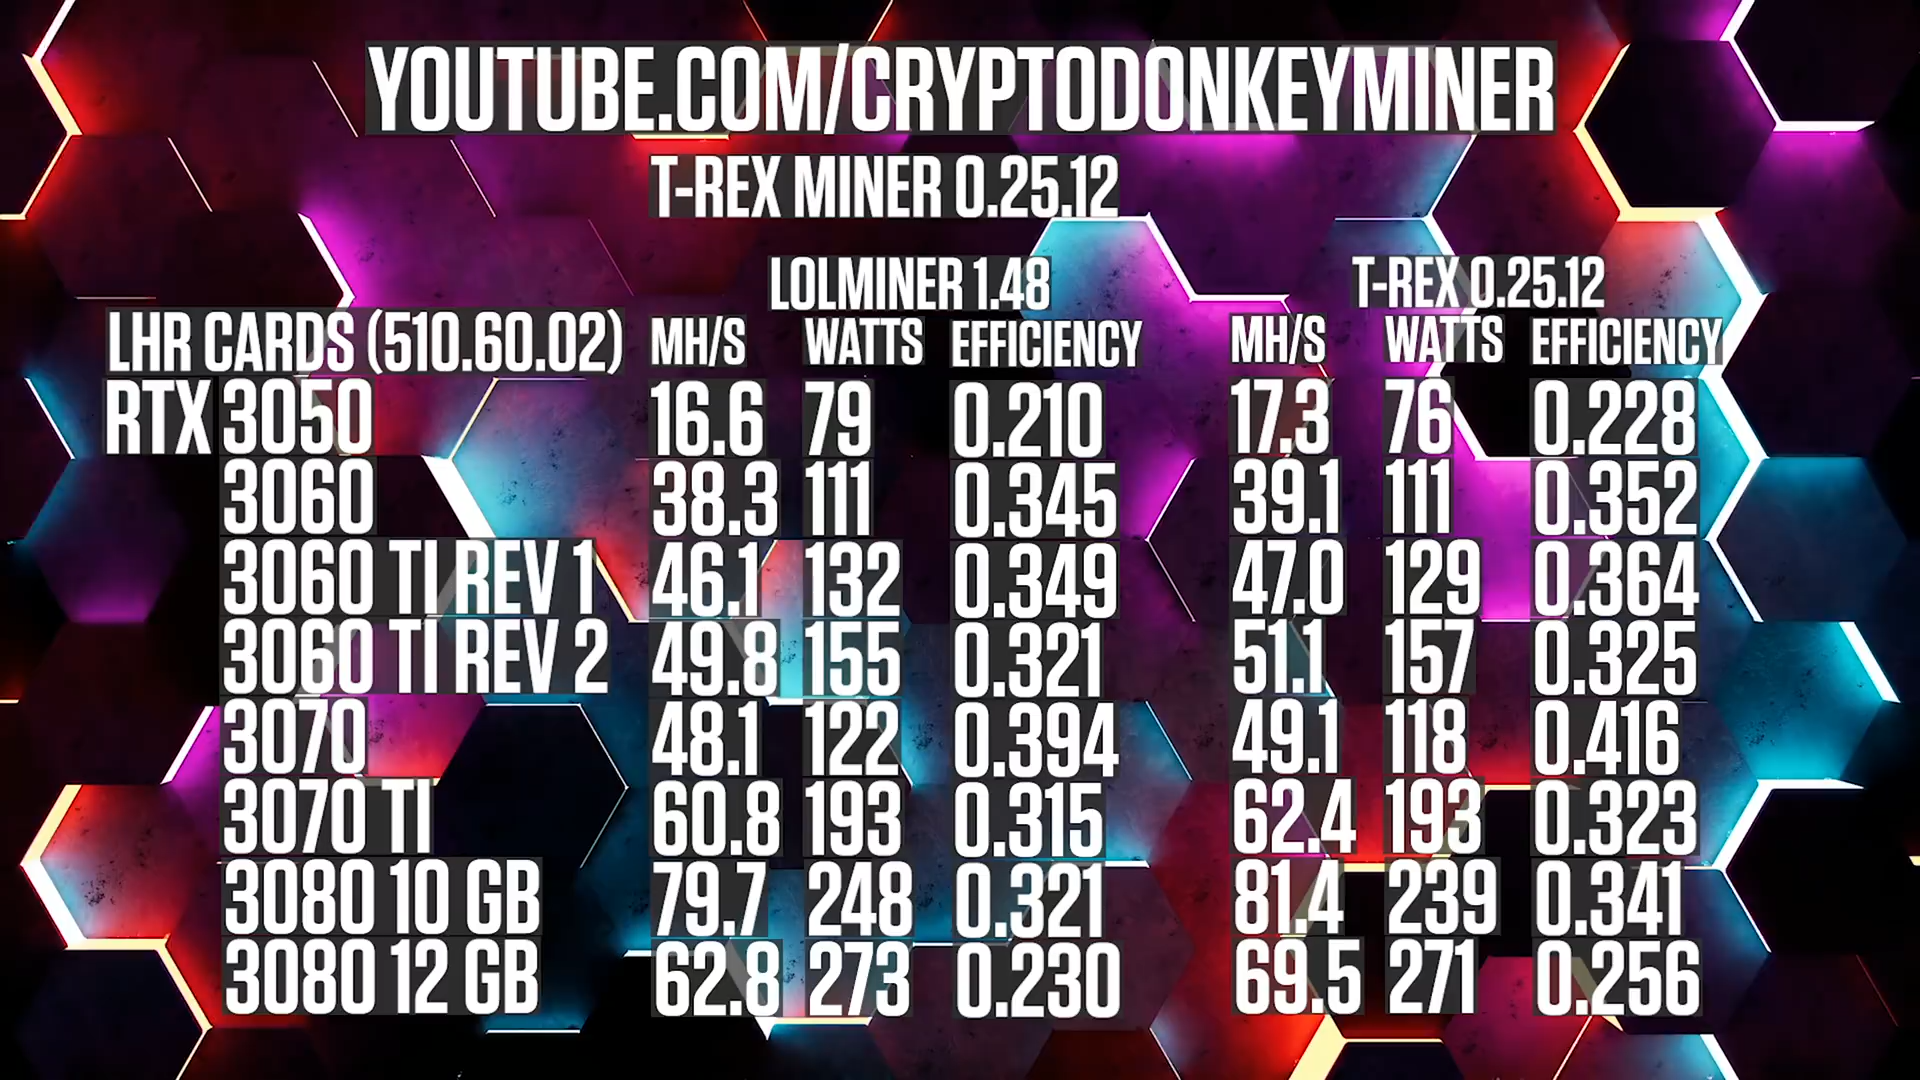 YOUTUBE.COM/CRYPTODONKEYMINER
T-REX MINER 0.25.12
LOLMINER 1.48 T-REX 0.25.12
LHR CARDS (510.60.02) MH/S WATTS EFFICIENCY MH/S WATTS EFFICIENCY
RTX 3050 16.6 79 0.210 17.3 76 0.228
3060 38.3 111 0.345 39.1 111 0.352
3060 TI REV 1 46.1 132 0.349 47.0 129 0.364
3060 TI REV 2 49.8 155 0.321 51.1 157 0.325
3070 48.1 122 0.394 49.1 118 0.416
3070 TI 60.8 193 0.315 62.4 193 0.323
3080 10 GB 79.7 248 0.321 81.4 239 0.341
3080 12 GB 62.8 273 0.230 69.5 271 0.256